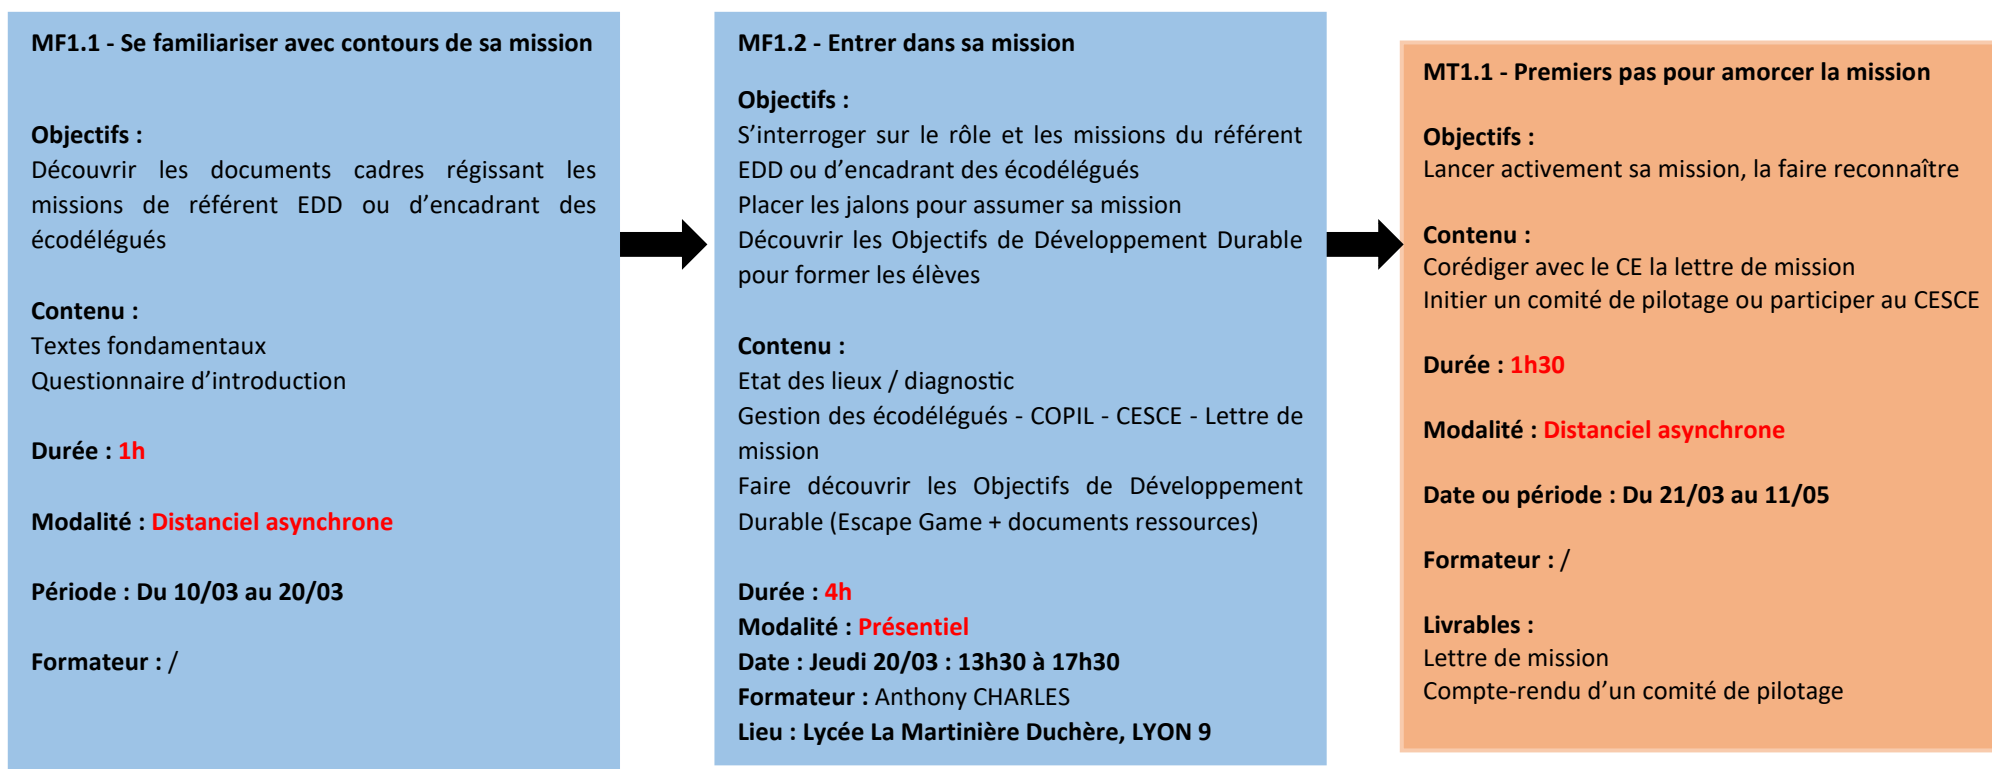 MF1.1 - Se familiariser avec contours de sa mission
Objectifs :
Découvrir les documents cadres régissant les
missions de référent EDD ou d’encadrant des
écodélégués
Contenu :
Textes fondamentaux
Questionnaire d’introduction
Durée : 1h
Modalité : Distanciel asynchrone
Période : Du 10/03 au 20/03
Formateur : /
MF1.2 - Entrer dans sa mission
Objectifs :
S’interroger sur le rôle et les missions du référent
EDD ou d’encadrant des écodélégués
Placer les jalons pour assumer sa mission
Découvrir les Objectifs de Développement Durable
pour former les élèves
Contenu :
Etat des lieux / diagnostic
Gestion des écodélégués - COPIL - CESCE - Lettre de
mission
Faire découvrir les Objectifs de Développement
Durable (Escape Game + documents ressources)
Durée : 4h
Modalité : Présentiel
Date : Jeudi 20/03 : 13h30 à 17h30
Formateur : Anthony CHARLES
Lieu : Lycée La Martinière Duchère, LYON 9
MT1.1 - Premiers pas pour amorcer la mission
Objectifs :
Lancer activement sa mission, la faire reconnaître
Contenu :
Corédiger avec le CE la lettre de mission
Initier un comité de pilotage ou participer au CESCE
Durée : 1h30
Modalité : Distanciel asynchrone
Date ou période : Du 21/03 au 11/05
Formateur : /
Livrables :
Lettre de mission
Compte-rendu d’un comité de pilotage